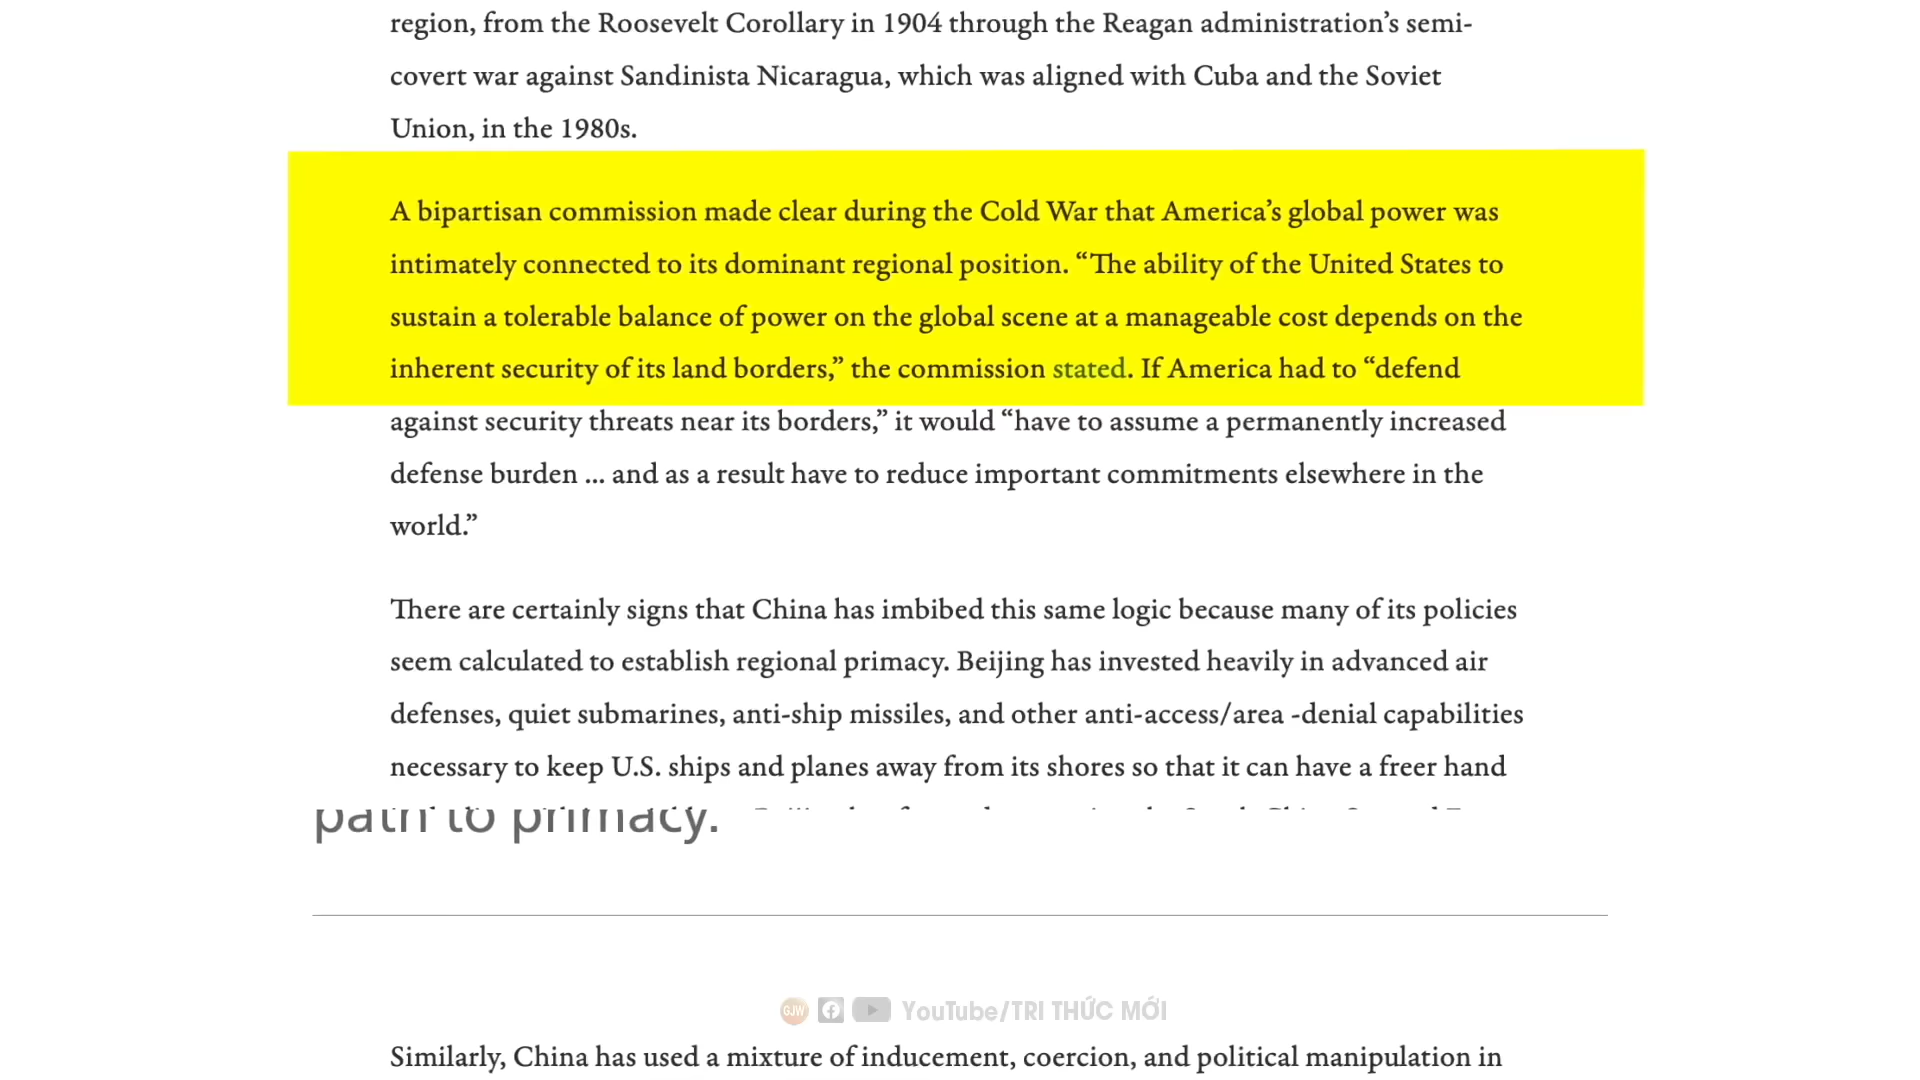 region, from the Roosevelt Corollary in 1904 through the Reagan administration’s semi-
covert war against Sandinista Nicaragua, which was aligned with Cuba and the Soviet
Union, in the 1980s.
A bipartisan commission made clear during the Cold War that America’s global power was
intimately connected to its dominant regional position. “The ability of the United States to
sustain a tolerable balance of power on the global scene at a manageable cost depends on the
inherent security of its land borders,” the commission stated. If America had to “defend
against security threats near its borders,” it would “have to assume a permanently increased
defense burden … and as a result have to reduce important commitments elsewhere in the
world.”
There are certainly signs that China has imbibed this same logic because many of its policies
seem calculated to establish regional primacy. Beijing has invested heavily in advanced air
defenses, quiet submarines, anti-ship missiles, and other anti-access/area -denial capabilities
necessary to keep U.S. ships and planes away from its shores so that it can have a freer hand
path to primacy.
GJW YouTube/TRI THỨC MỚI
Similarly, China has used a mixture of inducement, coercion, and political manipulation in